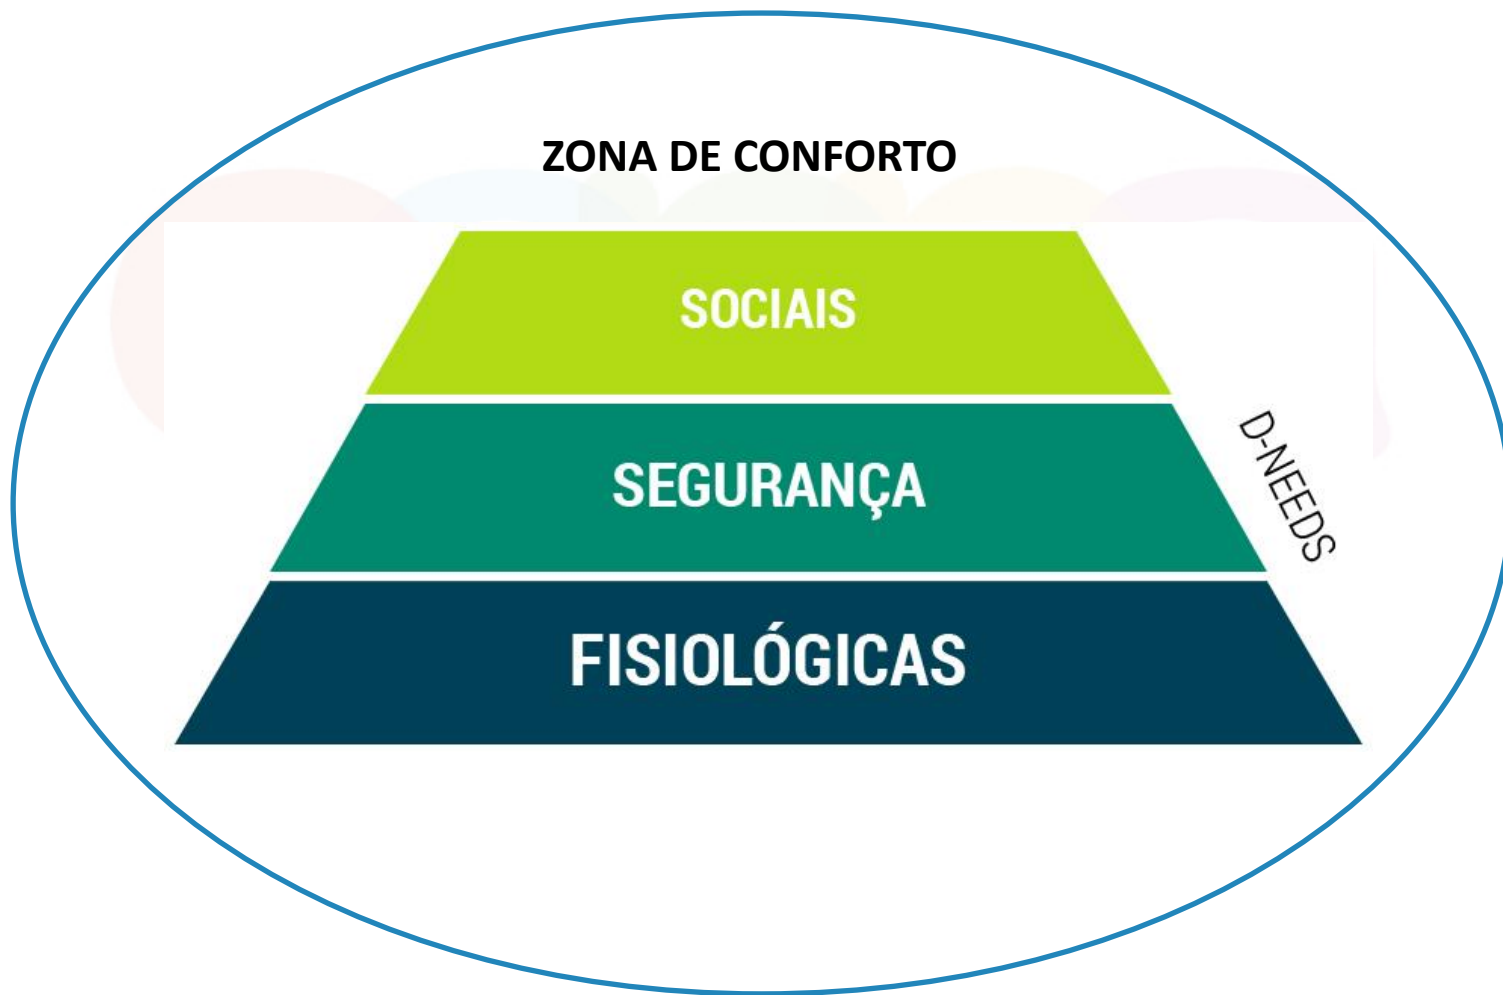 ZONA DE CONFORTO
SOCIAIS
SEGURANÇA
D-NEEDS
FISIOLÓGICAS